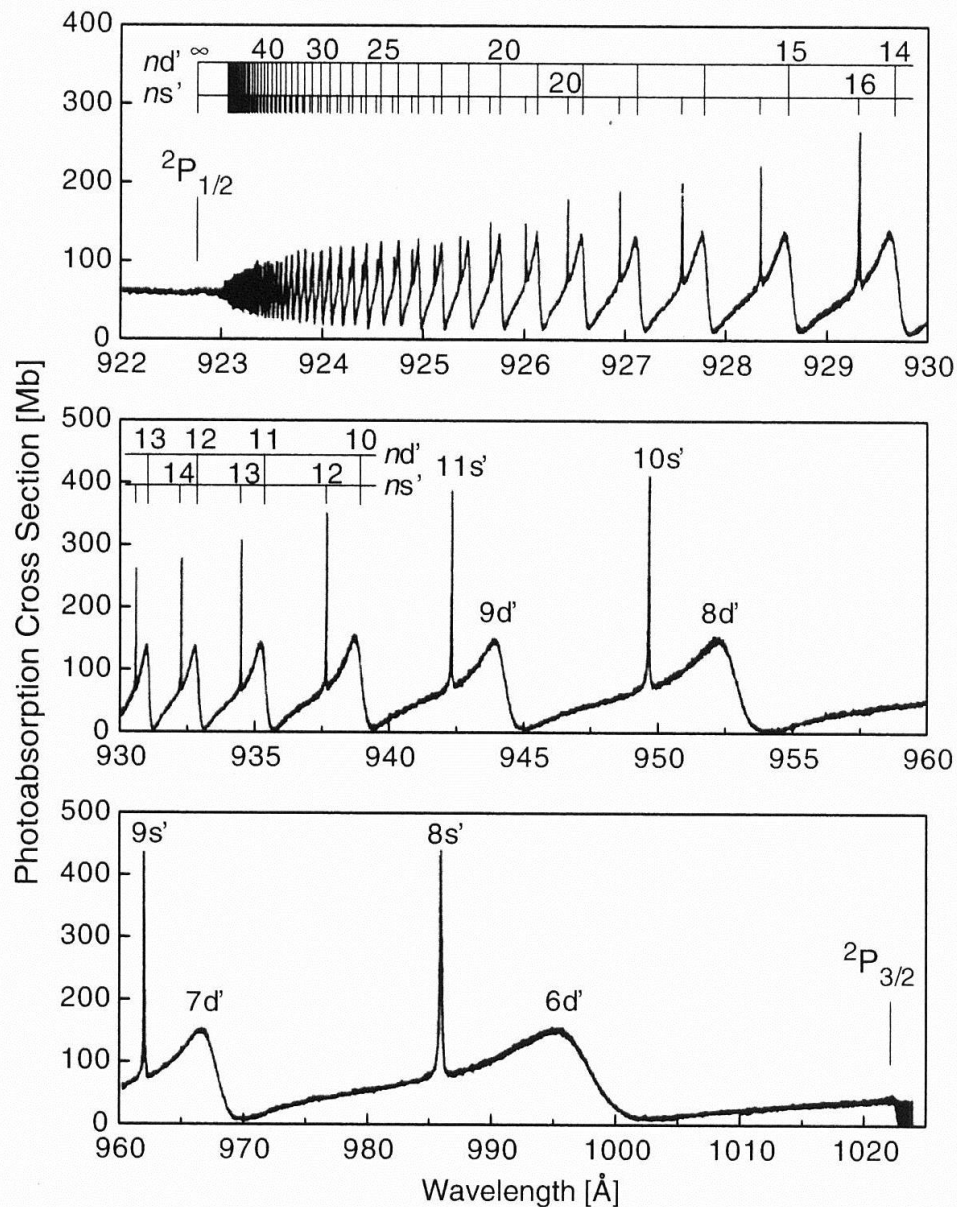 Photoabsorption Cross Section [Mb]
400
300
200
100
0
nd' ∞ 40 30 25 20 15 14
ns' 20 16
²P₁/₂
922 923 924 925 926 927 928 929 930
500
400
300
200
100
0
13 12 11 10 nd'
14 13 12 ns'
11s'
10s'
9d'
8d'
930 935 940 945 950 955 960
500
400
300
200
100
0
9s'
8s'
7d'
6d'
²P₃/₂
960 970 980 990 1000 1010 1020
Wavelength [Å]